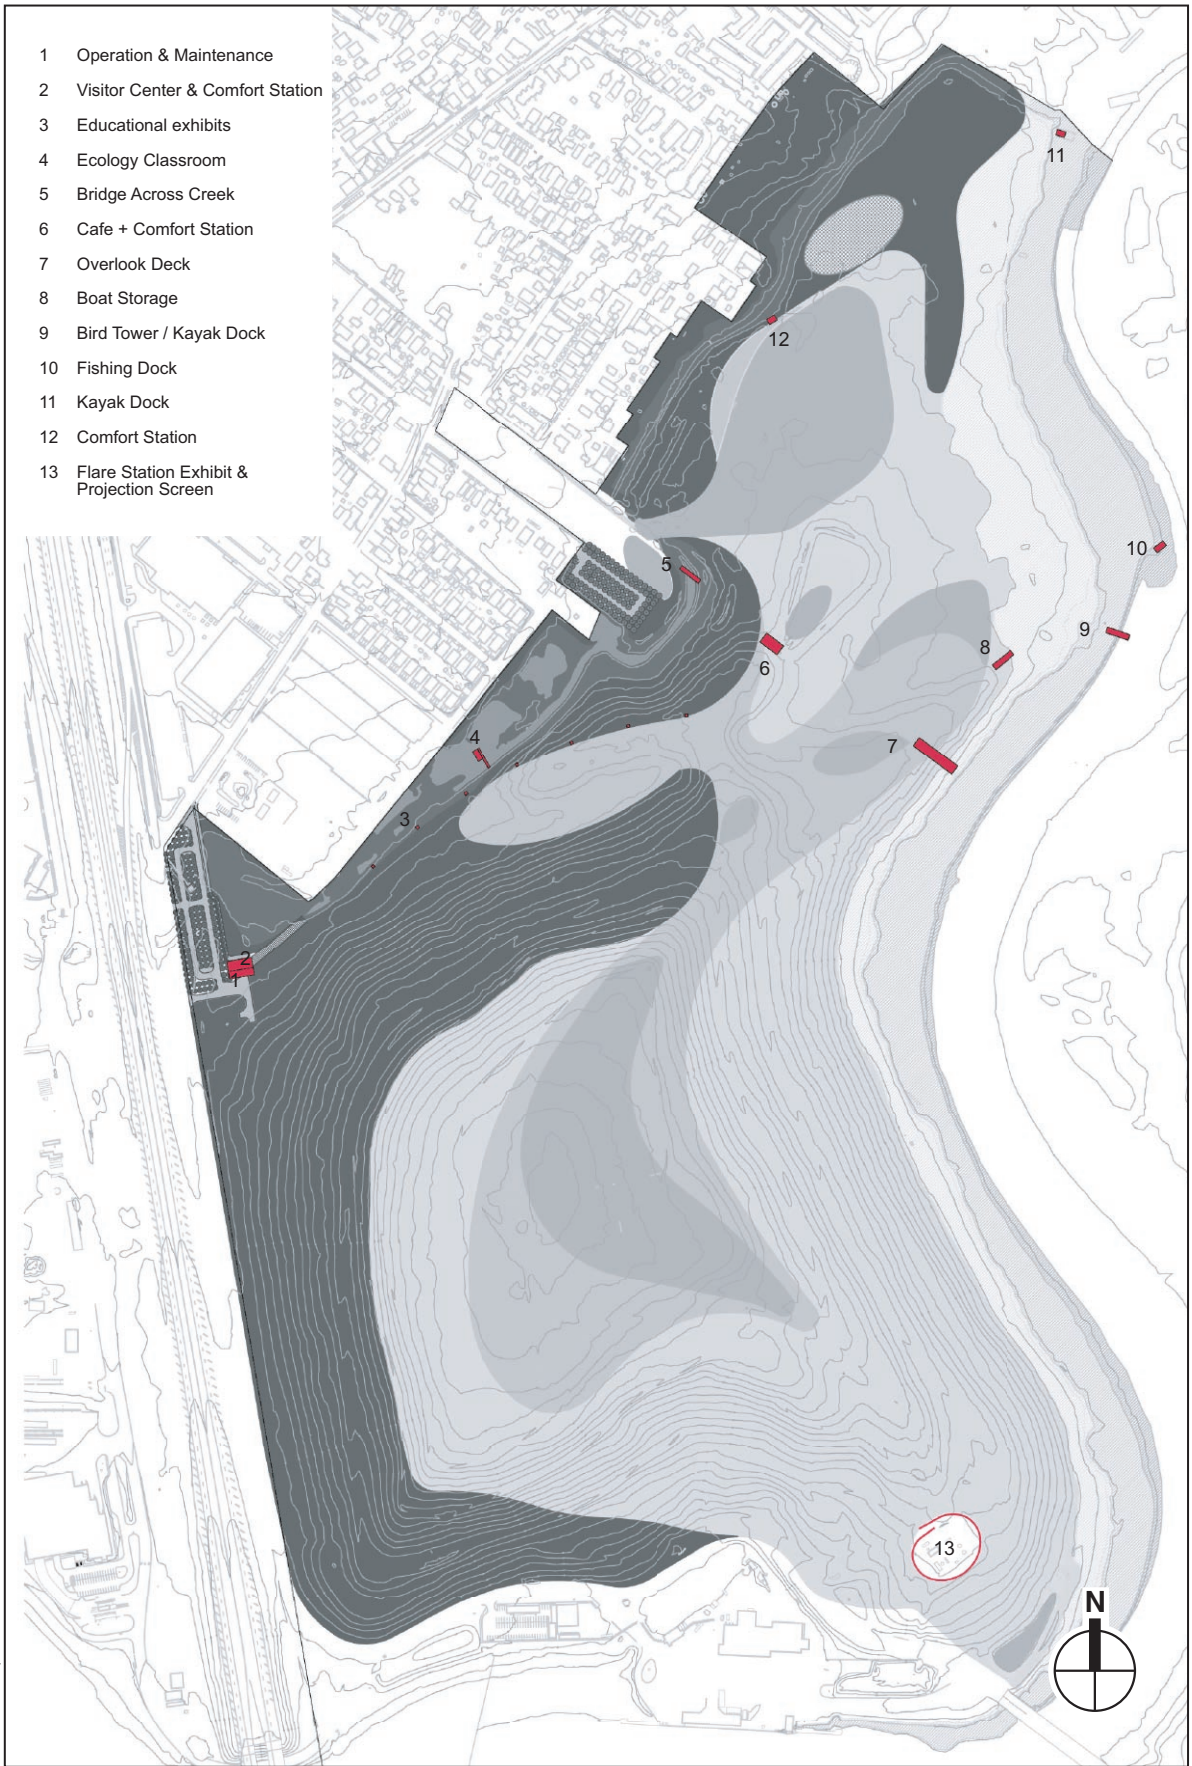 1 Operation & Maintenance
2 Visitor Center & Comfort Station
3 Educational exhibits
4 Ecology Classroom
5 Bridge Across Creek
6 Cafe + Comfort Station
7 Overlook Deck
8 Boat Storage
9 Bird Tower / Kayak Dock
10 Fishing Dock
11 Kayak Dock
12 Comfort Station
13 Flare Station Exhibit &
Projection Screen
11
12
10
5
9
6
8
4
7
3
2
1
13
N